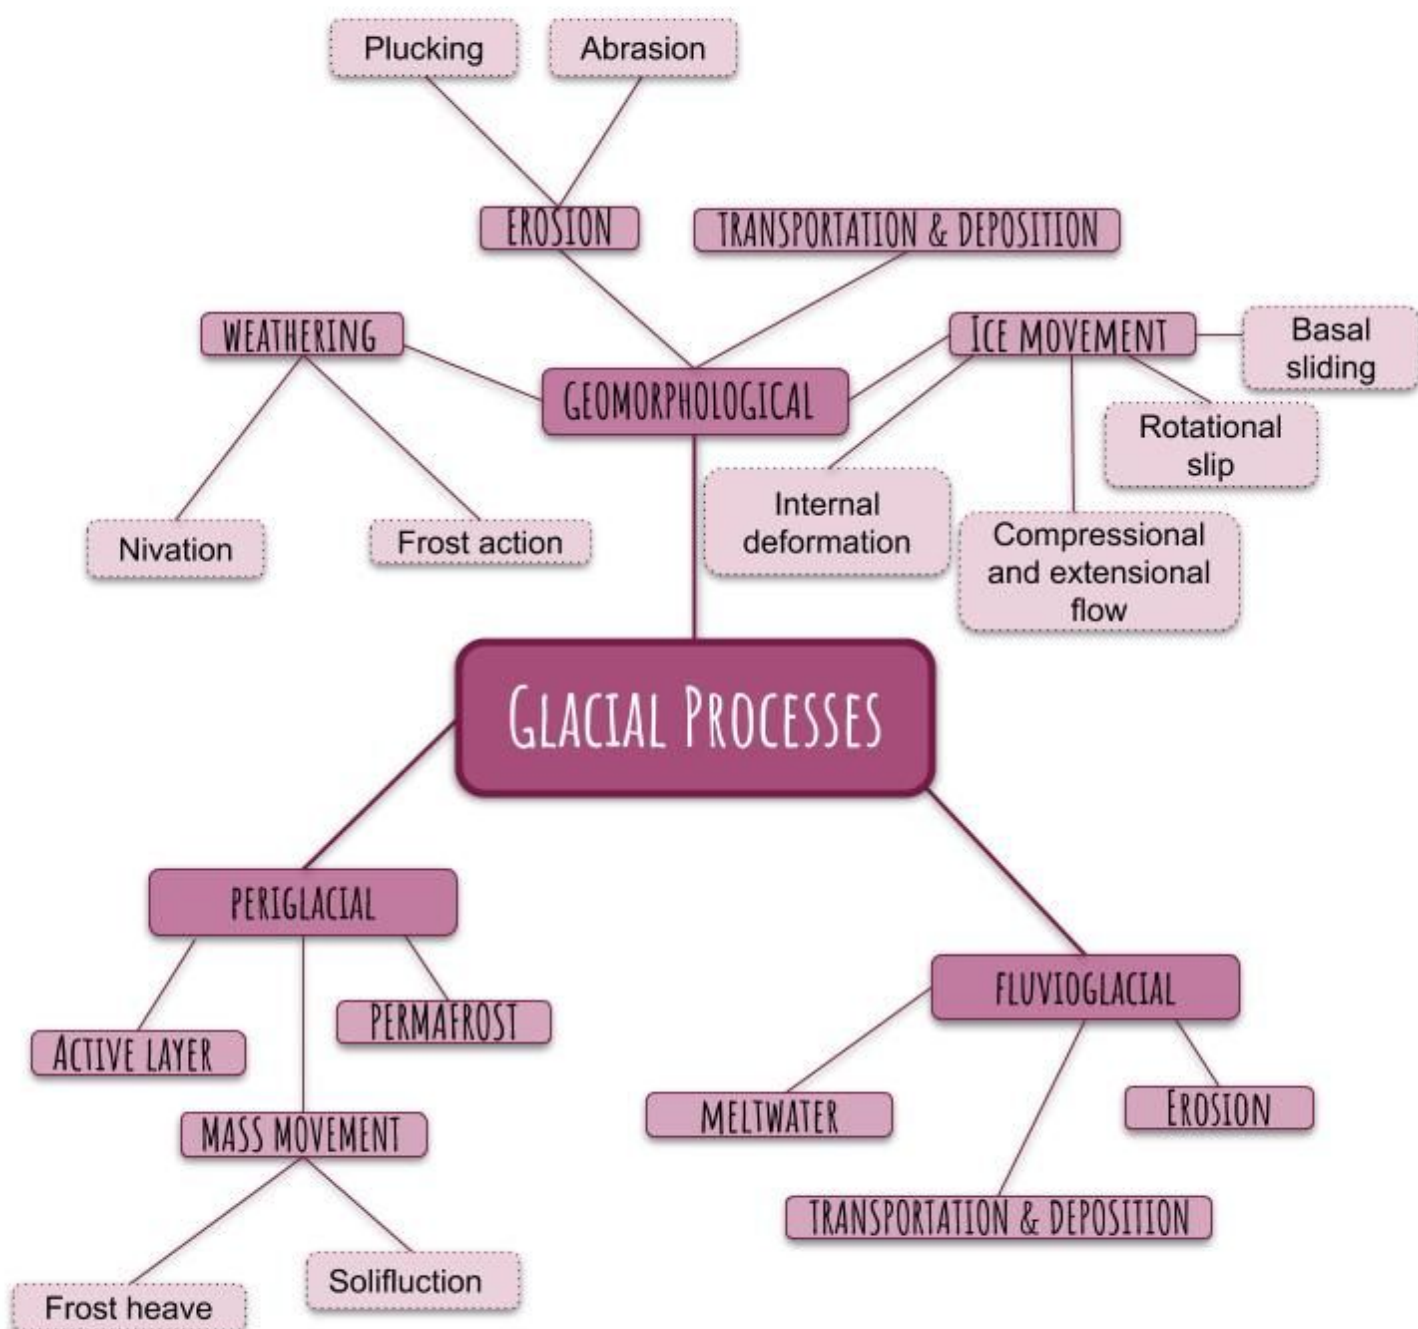 Plucking
Abrasion
EROSION
TRANSPORTATION & DEPOSITION
WEATHERING
ICE MOVEMENT
Basal
sliding
GEOMORPHOLOGICAL
Rotational
slip
Internal
deformation
Nivation
Frost action
Compressional
and extensional
flow
GLACIAL PROCESSES
PERIGLACIAL
ACTIVE LAYER
PERMAFROST
MASS MOVEMENT
Frost heave
Solifluction
FLUVIOGLACIAL
MELTWATER
EROSION
TRANSPORTATION & DEPOSITION